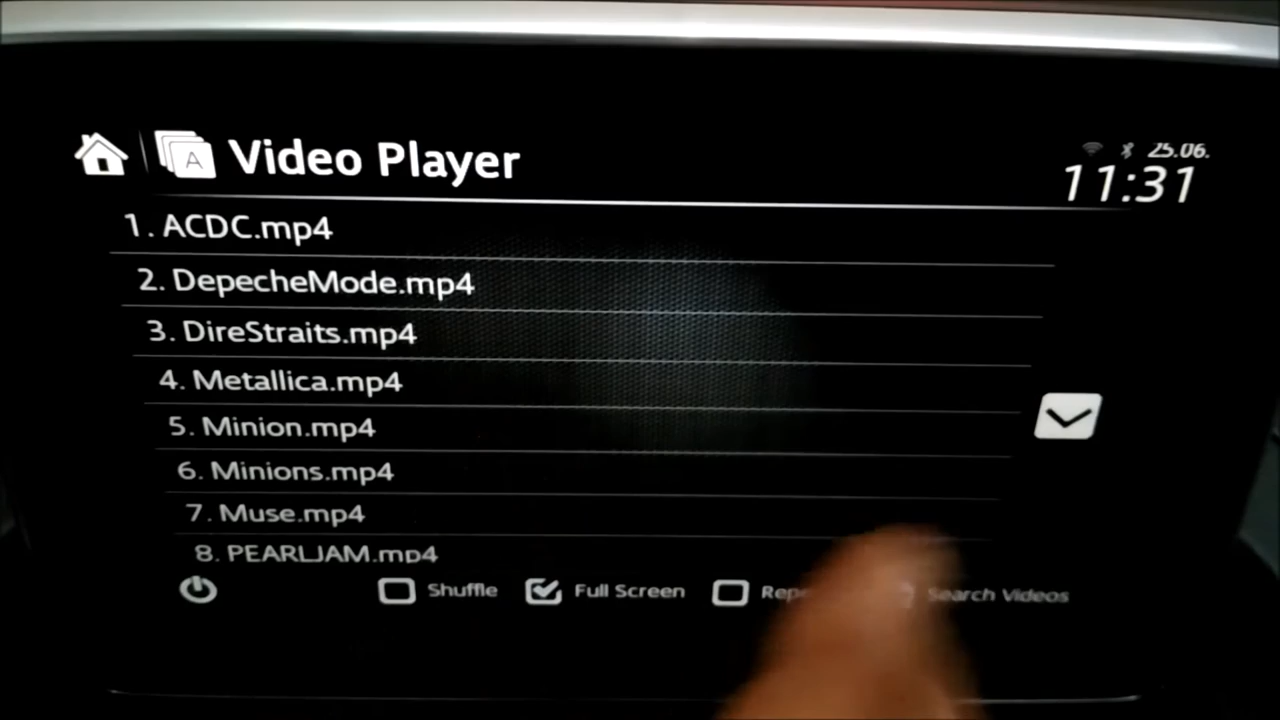 A Video Player
25.06.
11:31
1. ACDC.mp4
2. DepecheMode.mp4
3. DireStraits.mp4
4. Metallica.mp4
5. Minion.mp4
6. Minions.mp4
7. Muse.mp4
8. PEARLJAM.mp4
Shuffle Full Screen Search Videos